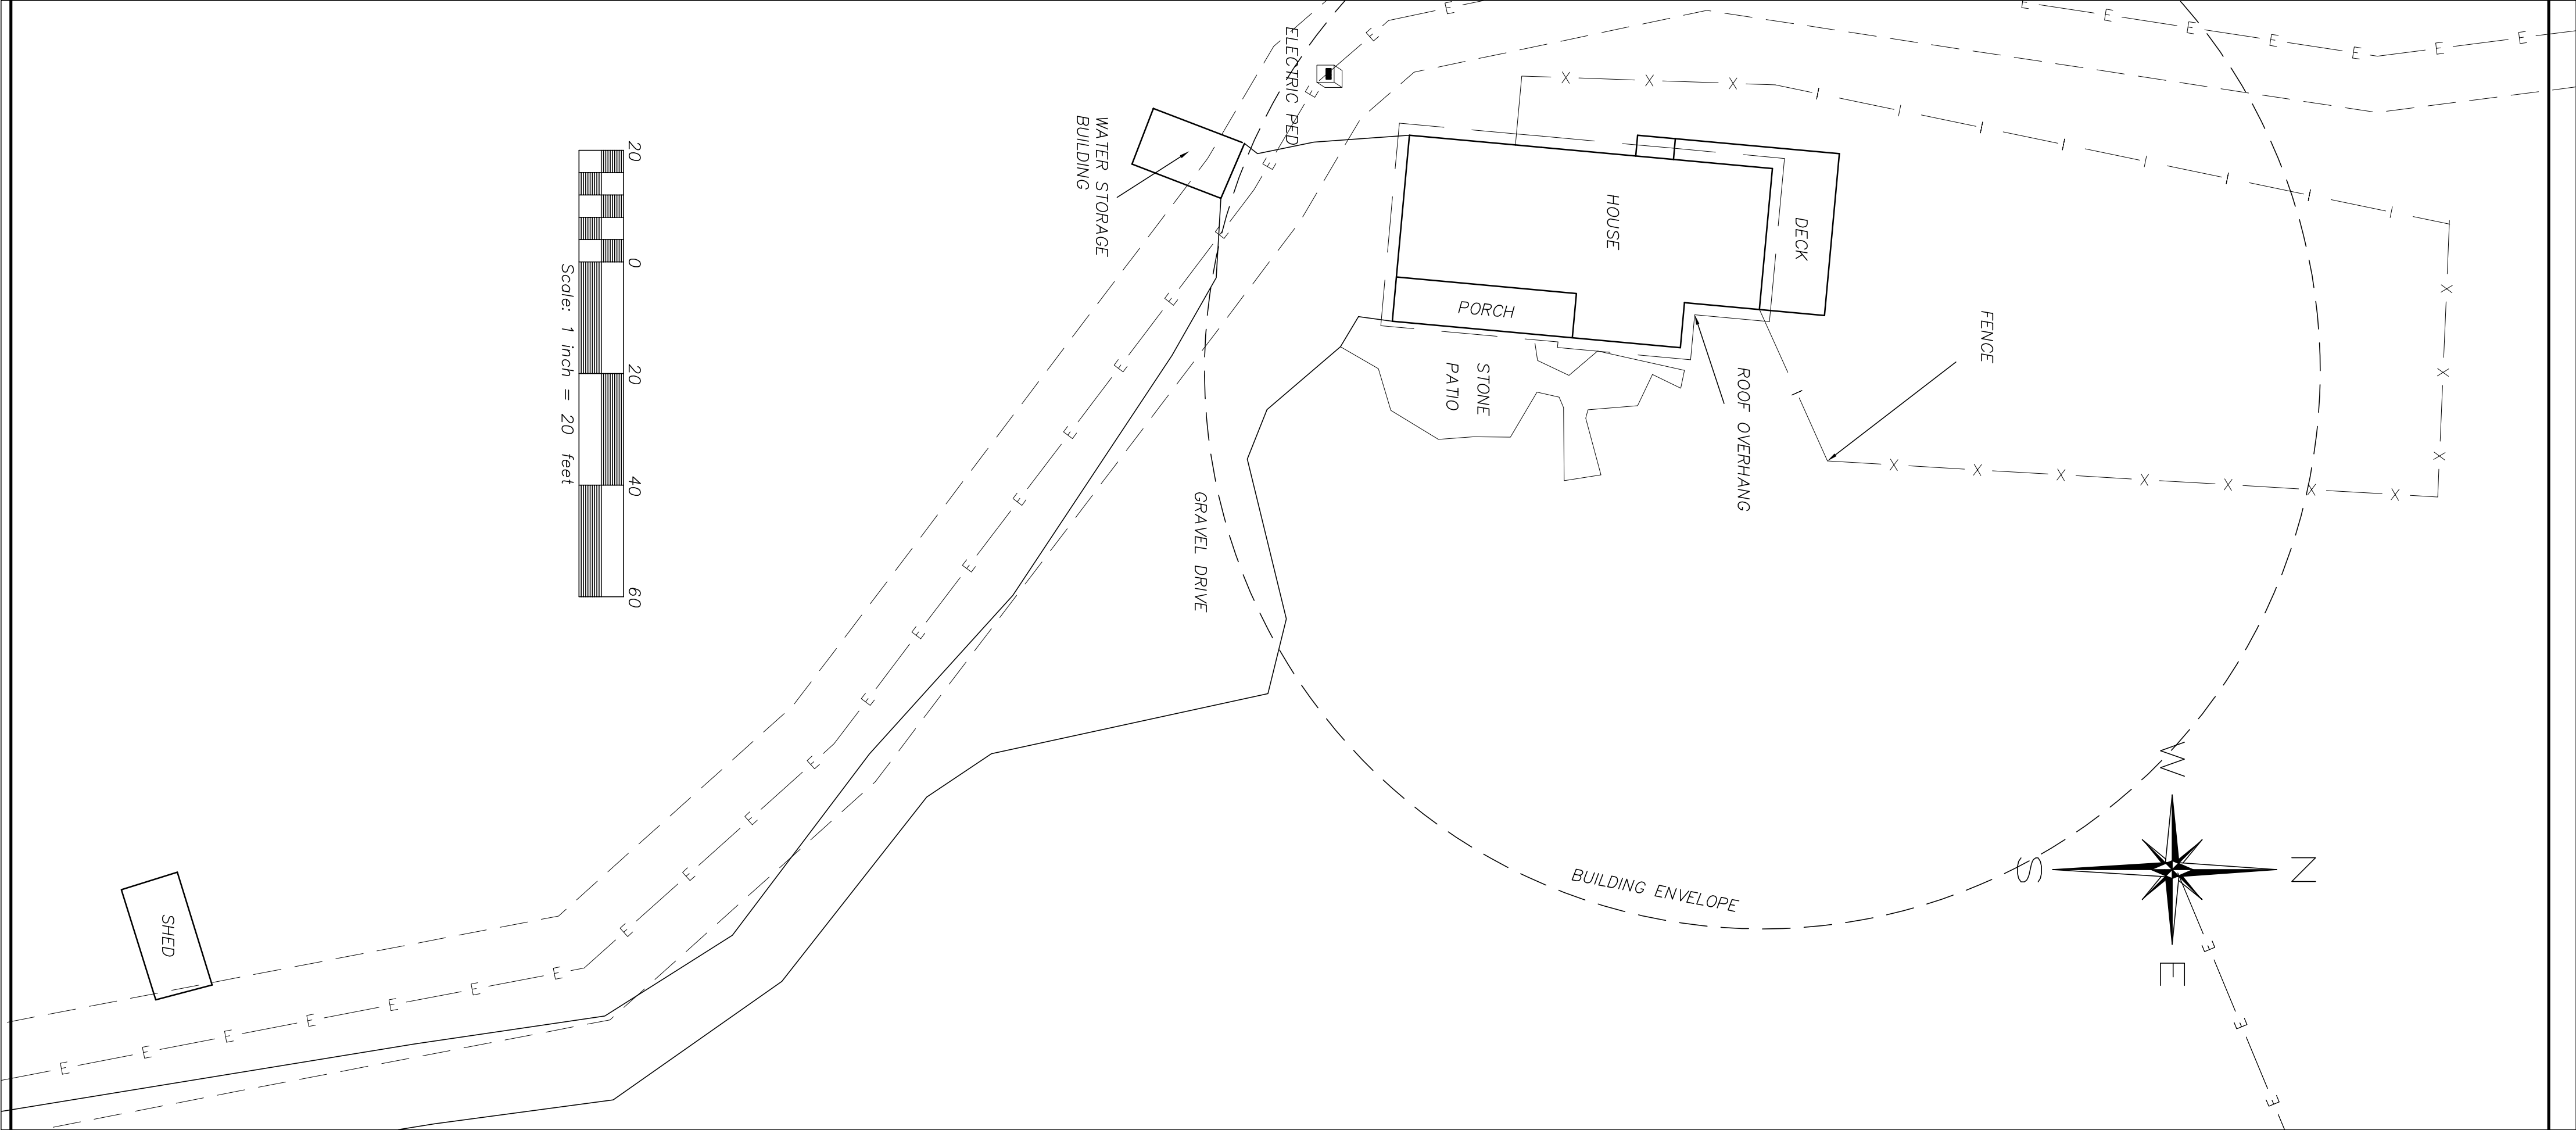 ELECTRIC PED
WATER STORAGE
BUILDING
20
0
20
40
60
Scale: 1 inch = 20 feet
HOUSE
DECK
PORCH
STONE
PATIO
ROOF OVERHANG
FENCE
GRAVEL DRIVE
BUILDING ENVELOPE
SHED
N
W
E
S
E E E E E E E
E E E E E E E E E E E E E E E E E E E E E E E E
E E E
X X X
I I I I I I I I
X X X
X X X X X X X
I